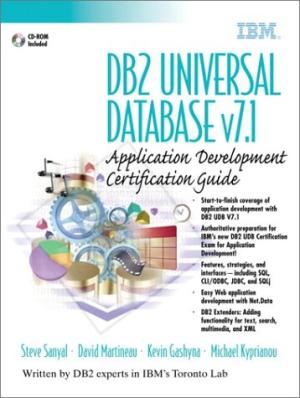 CD-ROM
Included
IBM
DB2 UNIVERSAL
DATABASE v7.1
Application Development
Certification Guide
• Start-to-finish coverage of
application development with
DB2 UDB V7.1
• Authoritative preparation for
IBM's new DB2 UDB Certification
Exam for Application
Development!
• Features, strategies, and
interfaces—including SQL,
CLI/ODBC, JDBC, and SQLj
• Easy Web application
development with Net.Data
• DB2 Extenders: Adding
functionality for text, search,
multimedia, and XML
Steve Sanyal · David Martineau · Kevin Gashyna · Michael Kyprianou
Written by DB2 experts in IBM's Toronto Lab